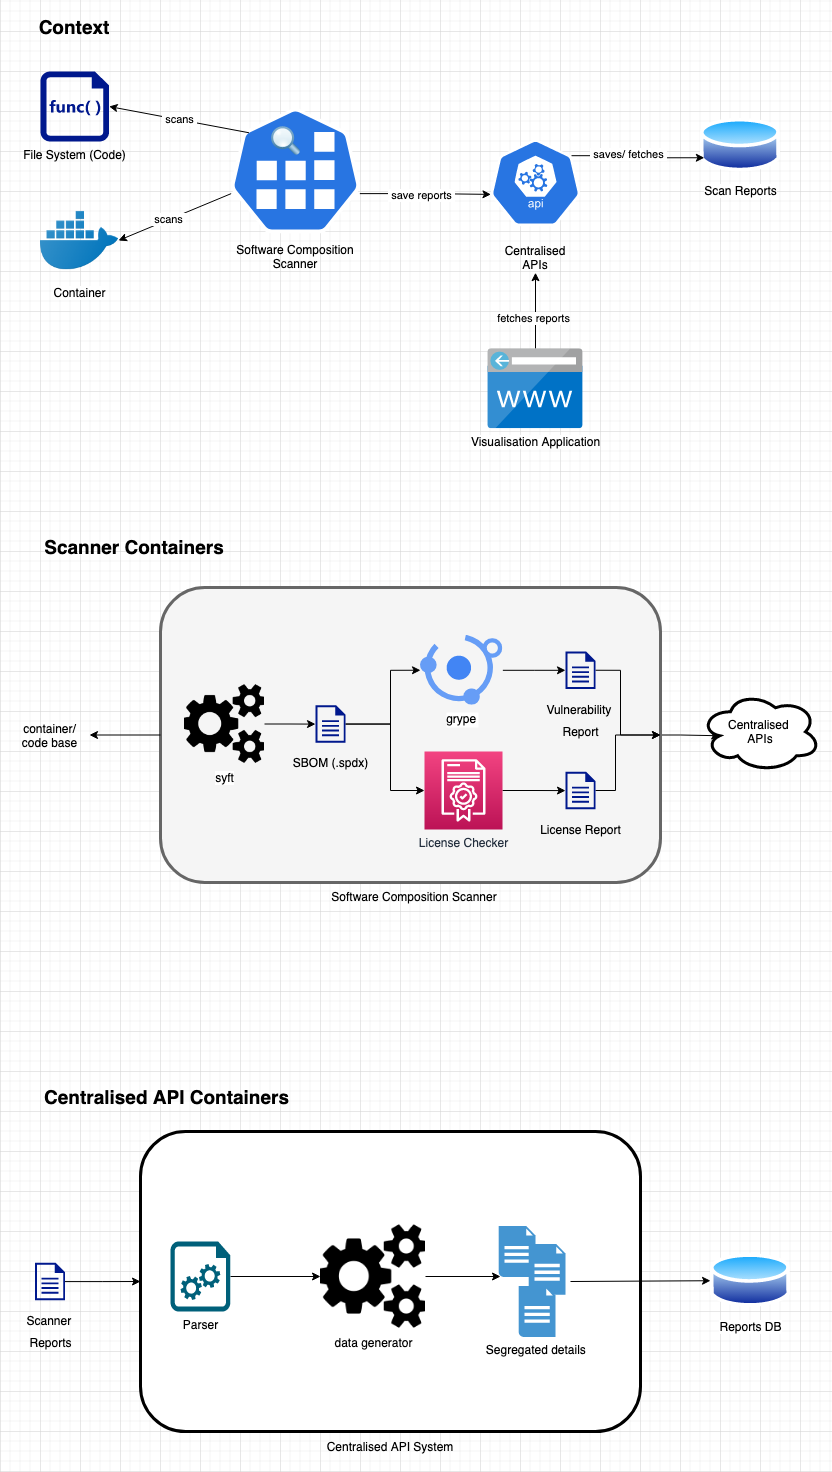 Context
func( )
File System (Code)
scans
scans
Container
Software Composition
Scanner
save reports
api
Centralised
APIs
saves/ fetches
Scan Reports
fetches reports
WWW
Visualisation Application
Scanner Containers
container/
code base
syft
SBOM (.spdx)
grype
License Checker
Vulnerability
Report
License Report
Centralised
APIs
Software Composition Scanner
Centralised API Containers
Scanner
Reports
Parser
data generator
Segregated details
Reports DB
Centralised API System